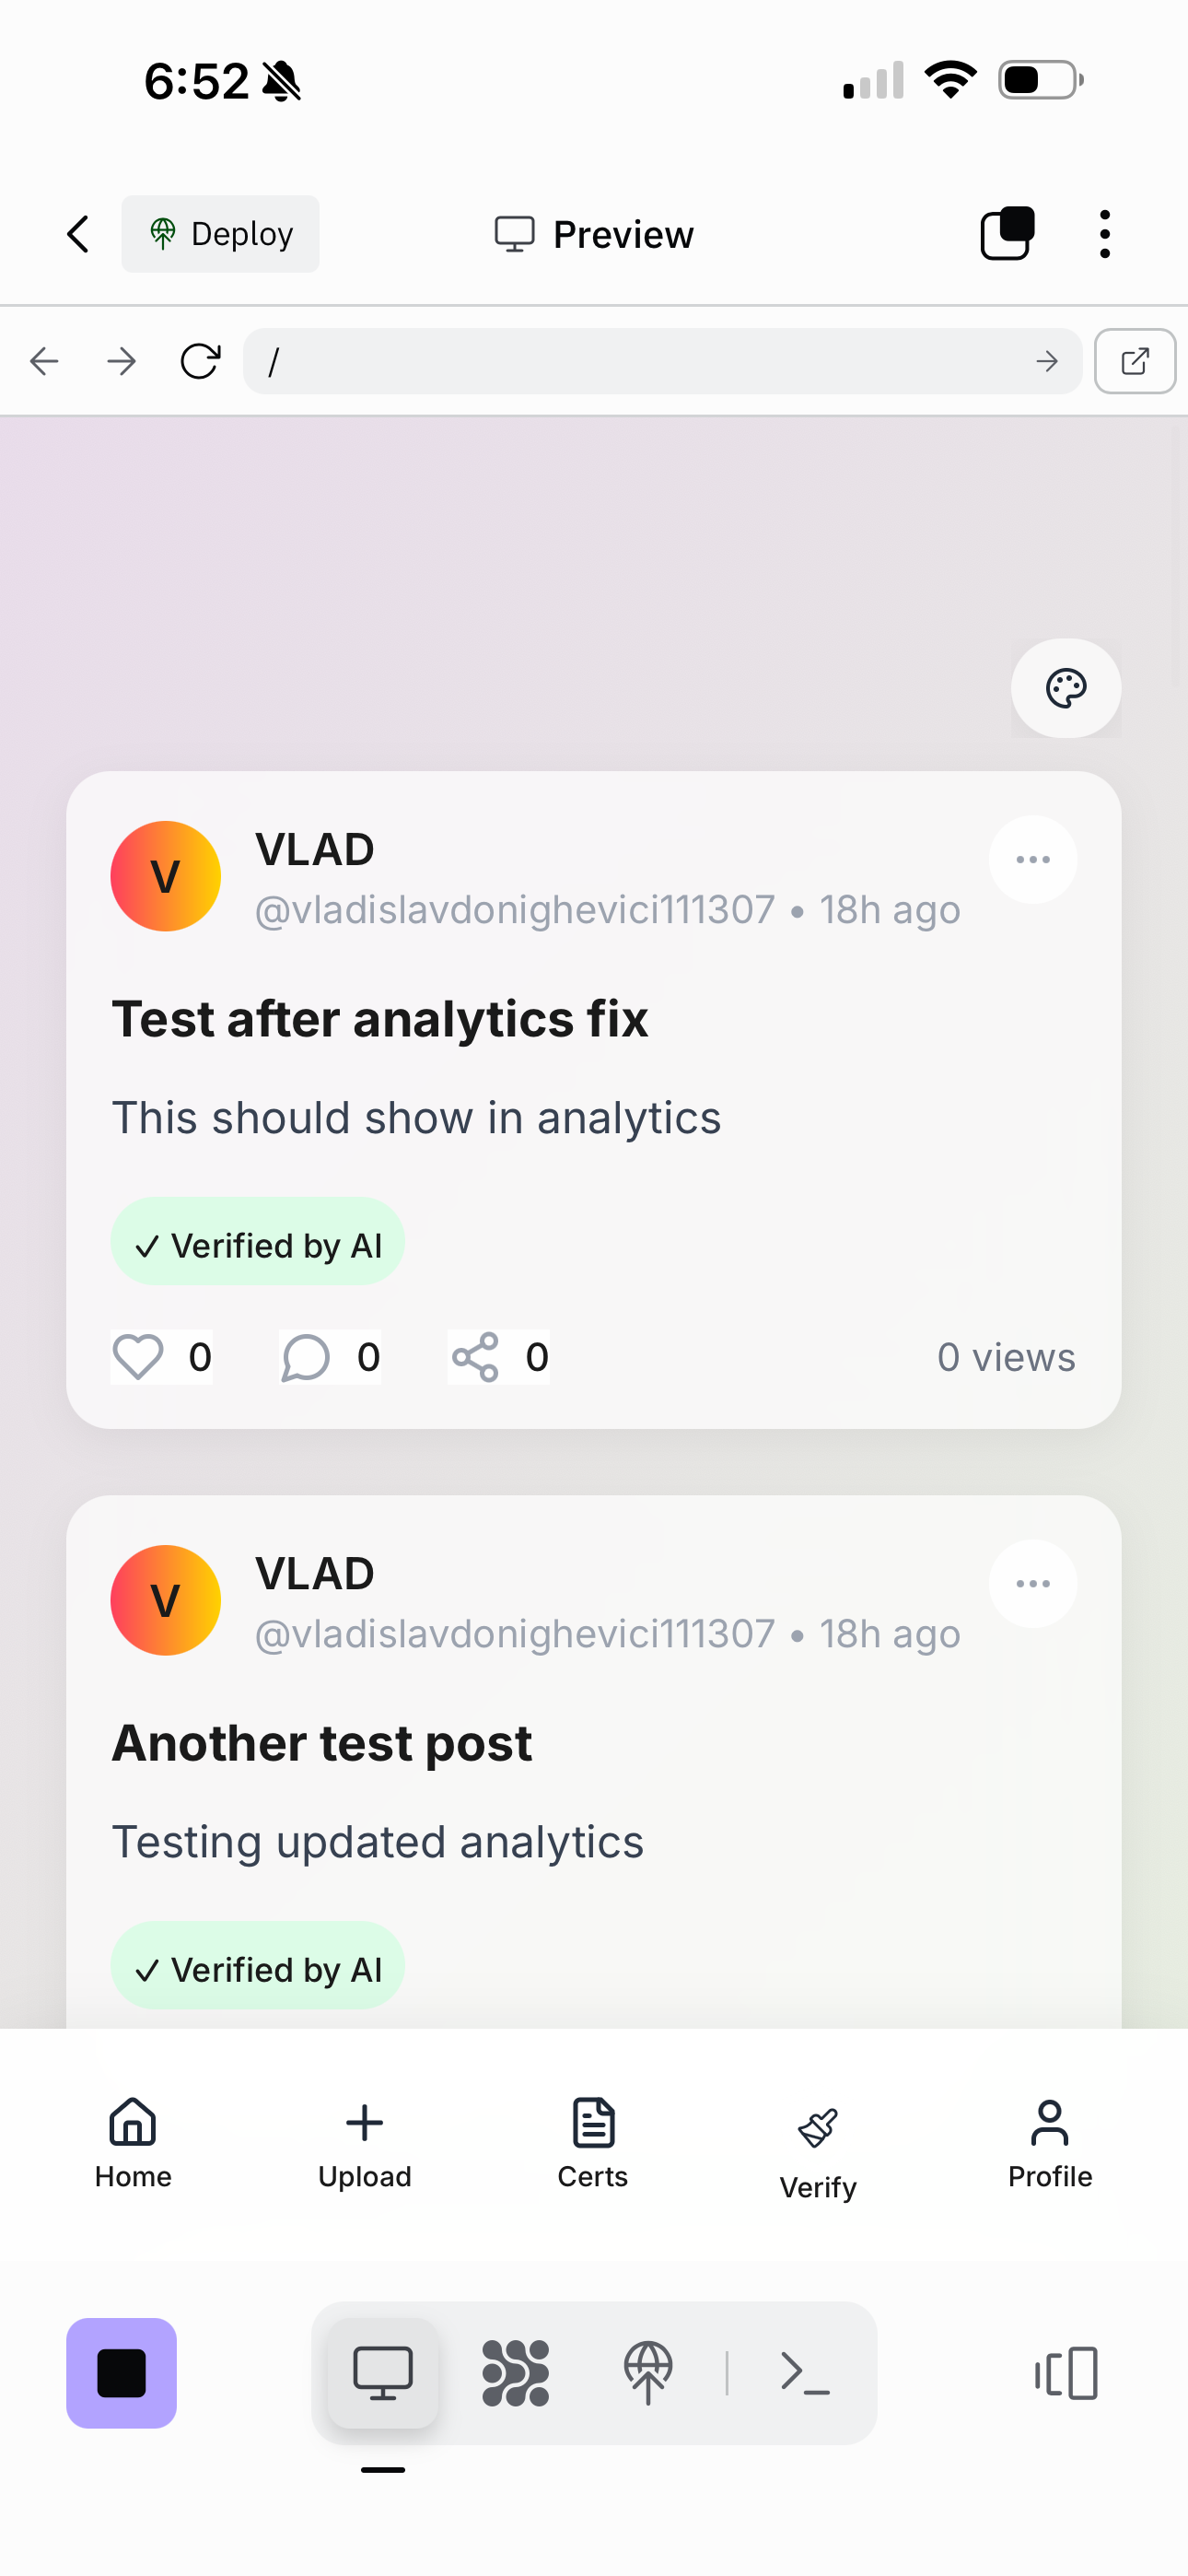 6:52
Deploy
Preview
/
V
VLAD
@vladislavdonighevici111307 • 18h ago
Test after analytics fix
This should show in analytics
✓ Verified by AI
0 0 0 0 views
V
VLAD
@vladislavdonighevici111307 • 18h ago
Another test post
Testing updated analytics
✓ Verified by AI
Home Upload Certs Verify Profile